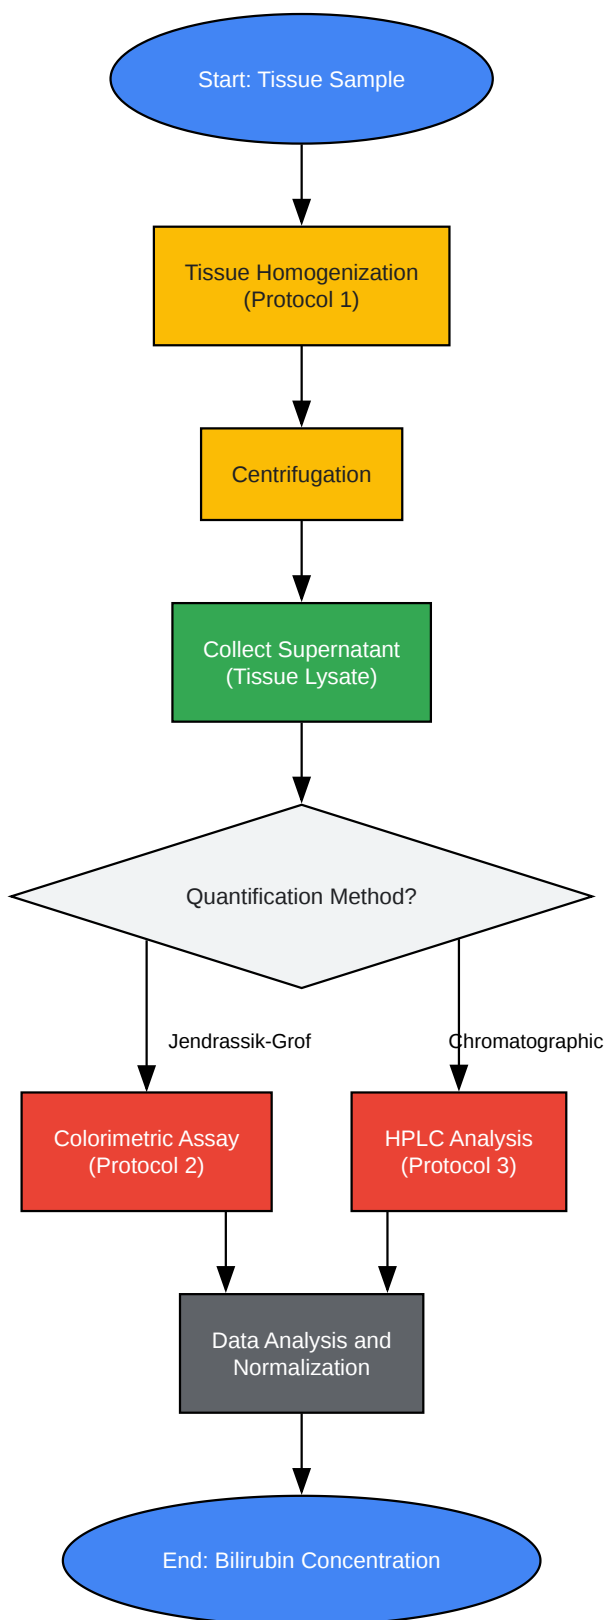 Start: Tissue Sample
Tissue Homogenization
(Protocol 1)
Centrifugation
Collect Supernatant
(Tissue Lysate)
Quantification Method?
Jendrassik-Grof
Chromatographic
Colorimetric Assay
(Protocol 2)
HPLC Analysis
(Protocol 3)
Data Analysis and
Normalization
End: Bilirubin Concentration